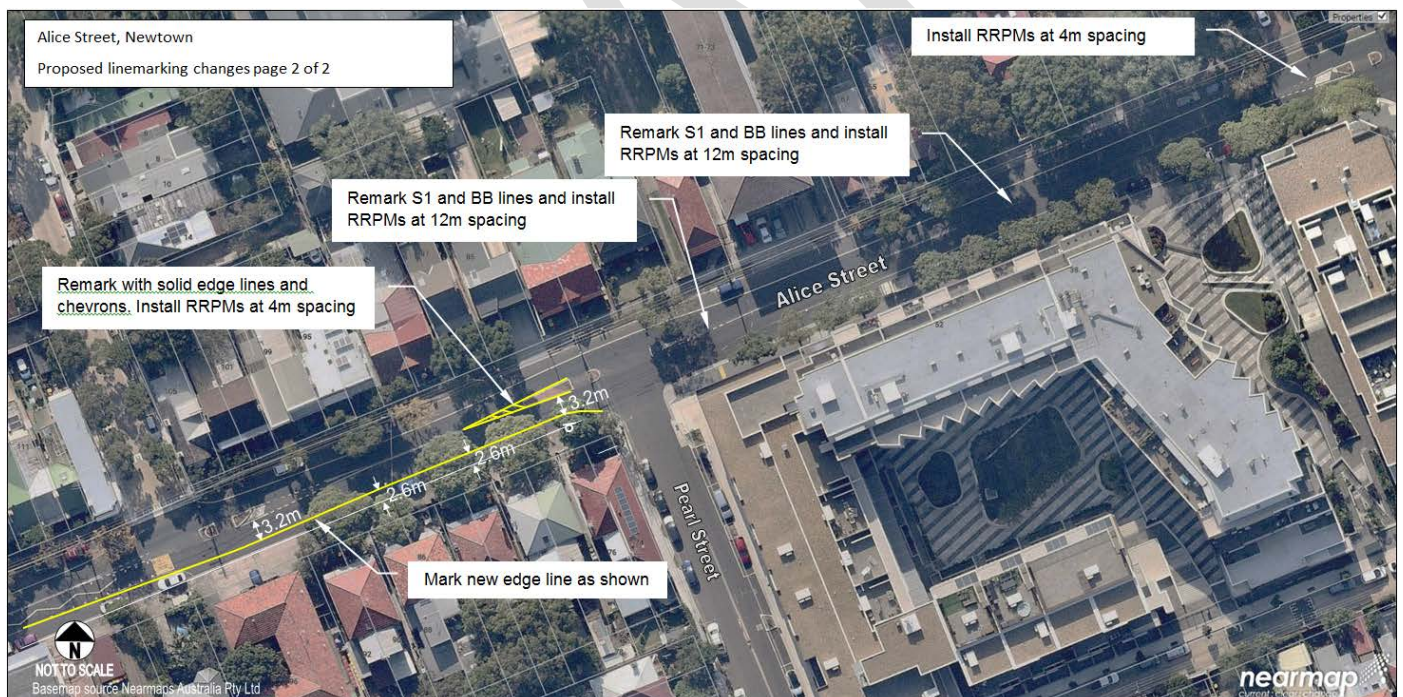 Alice Street, Newtown
Proposed linemarking changes page 2 of 2
Properties
Install RRPMs at 4m spacing
Remark S1 and BB lines and install
RRPMs at 12m spacing
Remark S1 and BB lines and install
RRPMs at 12m spacing
Remark with solid edge lines and
chevrons. Install RRPMs at 4m spacing
Alice Street
3.2m
2.6m
2.6m
3.2m
Pearl Street
Mark new edge line as shown
N
NOT TO SCALE
Basemap source Nearmaps Australia Pty Ltd
nearmap